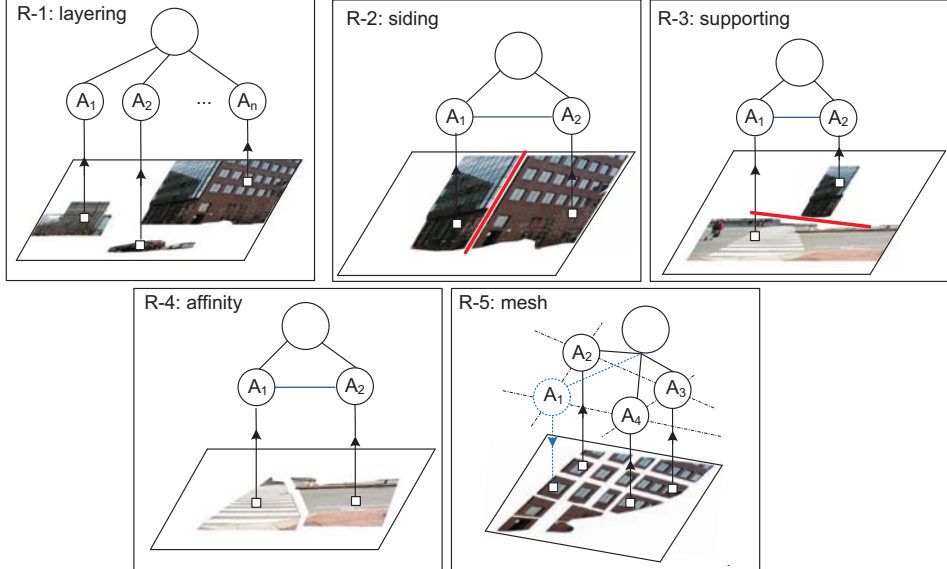 R-1: layering
A1 A2 ... An
R-2: siding
A1 A2
R-3: supporting
A1 A2
R-4: affinity
A1 A2
R-5: mesh
A2
A1 A3
A4